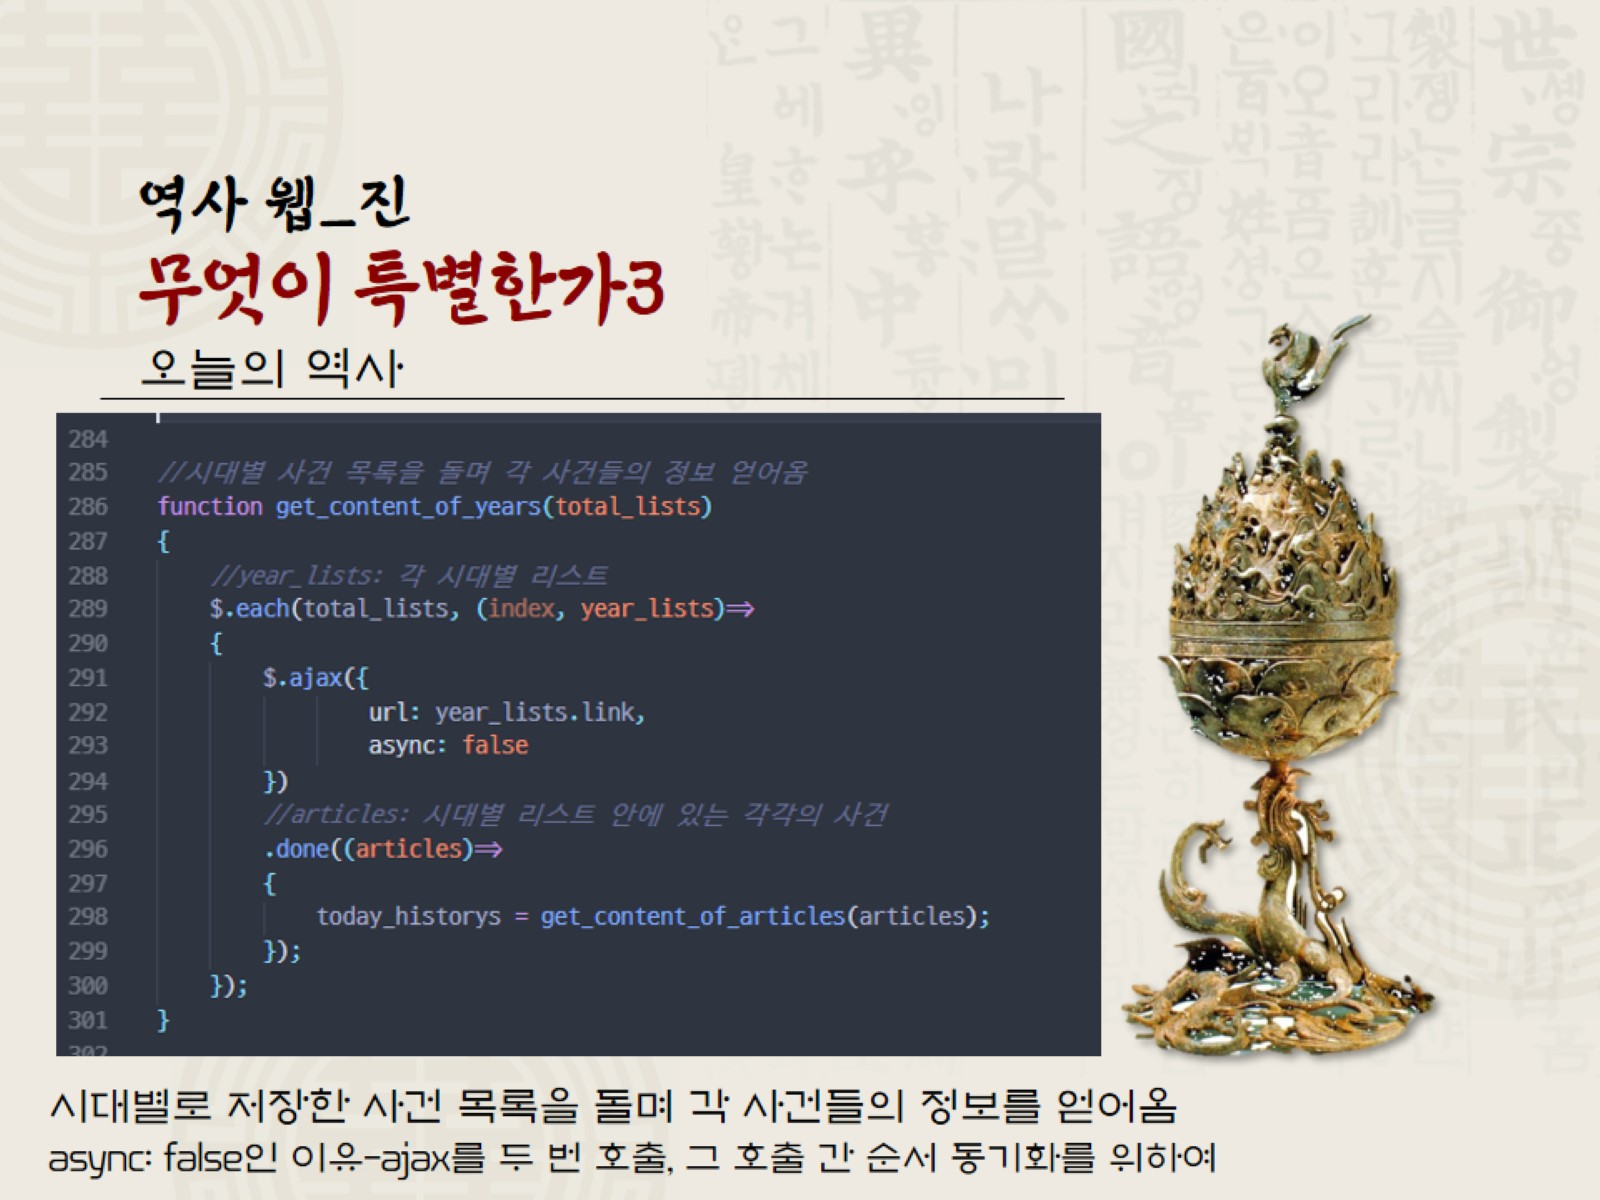 역사 웹_진
무엇이 특별한가3
오늘의 역사
284
285 //시대별 사건 목록을 돌며 각 사건들의 정보 얻어옴
286 function get_content_of_years(total_lists)
287 {
288 //year_lists: 각 시대별 리스트
289 $.each(total_lists, (index, year_lists)=>
290 {
291 $.ajax({
292 url: year_lists.link,
293 async: false
294 })
295 //articles: 시대별 리스트 안에 있는 각각의 사건
296 .done((articles)=>
297 {
298 today_historys = get_content_of_articles(articles);
299 });
300 });
301 }
302
시대별로 저장한 사건 목록을 돌며 각 사건들의 정보를 얻어옴
async: false인 이유-ajax를 두 번 호출, 그 호출 간 순서 동기화를 위하여